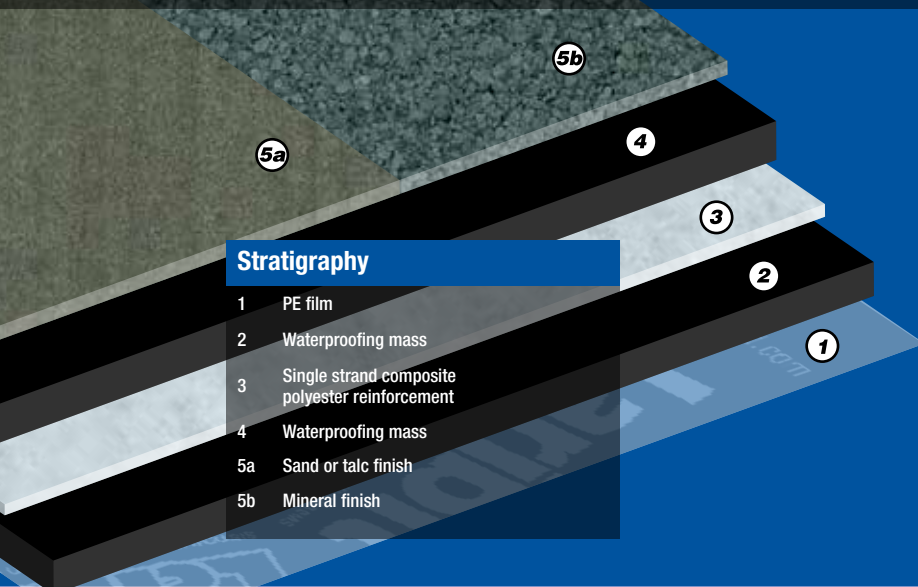 5b
4
5a
3
Stratigraphy
2
1 PE film
2 Waterproofing mass
1
3 Single strand composite
polyester reinforcement
4 Waterproofing mass
5a Sand or talc finish
5b Mineral finish
.com